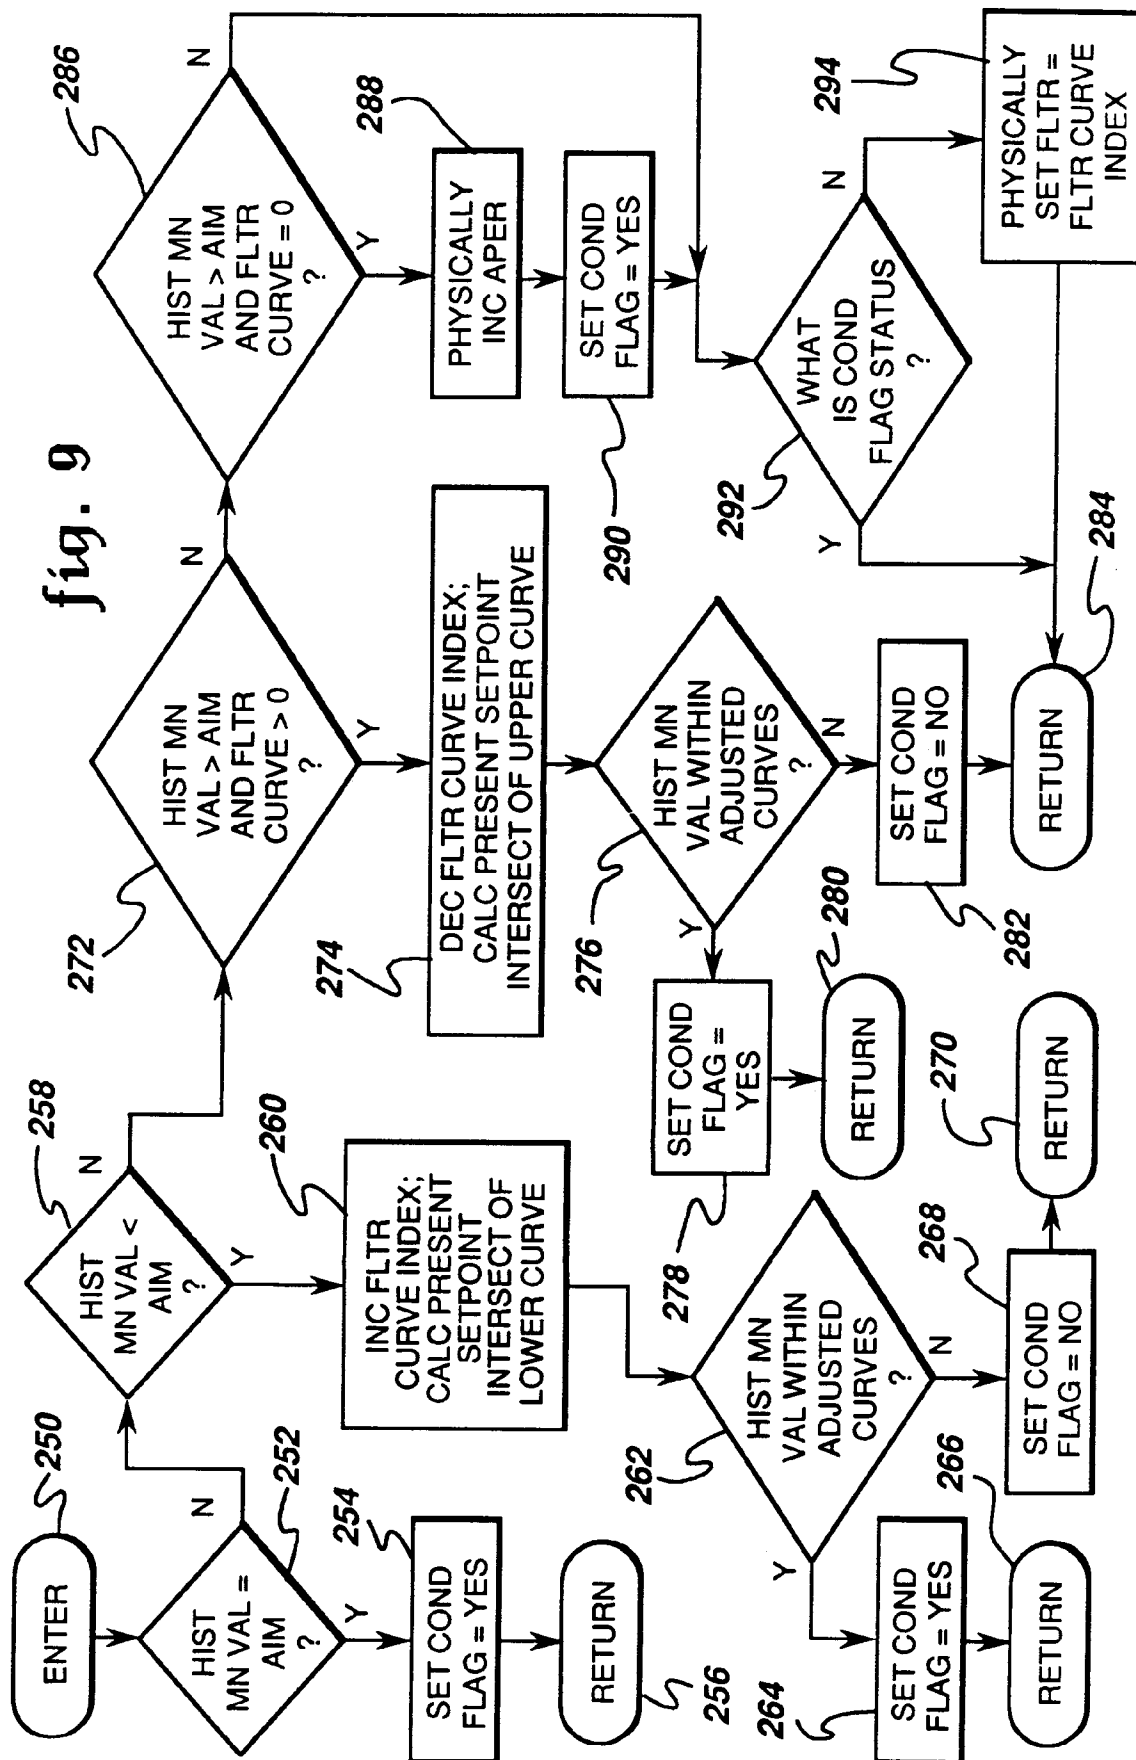 fig. 9
ENTER
250
HIST
MN VAL =
AIM
?
252
N
Y
SET COND
FLAG = YES
254
RETURN
256
HIST
MN VAL <
AIM
?
258
N
Y
INC FLTR
CURVE INDEX;
CALC PRESENT
SETPOINT
INTERSECT OF
LOWER CURVE
260
HIST MN
VAL WITHIN
ADJUSTED
CURVES
?
262
Y
N
SET COND
FLAG = YES
264
RETURN
266
SET COND
FLAG = NO
268
RETURN
270
HIST MN
VAL > AIM
AND FLTR
CURVE > 0
?
272
N
Y
DEC FLTR CURVE INDEX;
CALC PRESENT SETPOINT
INTERSECT OF UPPER CURVE
274
HIST MN
VAL WITHIN
ADJUSTED
CURVES
?
276
Y
N
SET COND
FLAG =
YES
278
RETURN
280
SET COND
FLAG = NO
282
RETURN
284
HIST MN
VAL > AIM
AND FLTR
CURVE = 0
?
286
N
Y
PHYSICALLY
INC APER
288
SET COND
FLAG = YES
290
WHAT
IS COND
FLAG STATUS
?
292
Y
N
PHYSICALLY
SET FLTR =
FLTR CURVE
INDEX
294